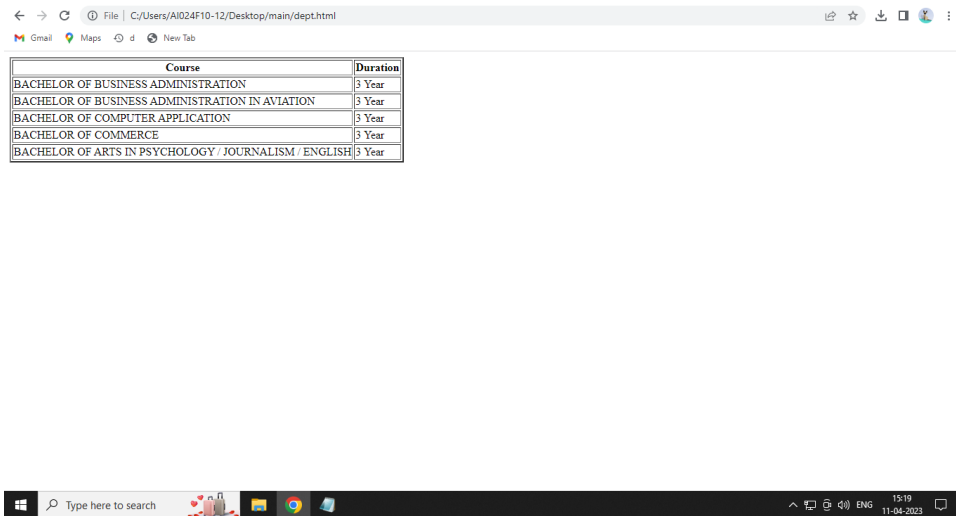 File C:/Users/AI024F10-12/Desktop/main/dept.html
Gmail Maps d New Tab
Course Duration
BACHELOR OF BUSINESS ADMINISTRATION 3 Year
BACHELOR OF BUSINESS ADMINISTRATION IN AVIATION 3 Year
BACHELOR OF COMPUTER APPLICATION 3 Year
BACHELOR OF COMMERCE 3 Year
BACHELOR OF ARTS IN PSYCHOLOGY / JOURNALISM / ENGLISH 3 Year
Type here to search ENG 15:19
11-04-2023